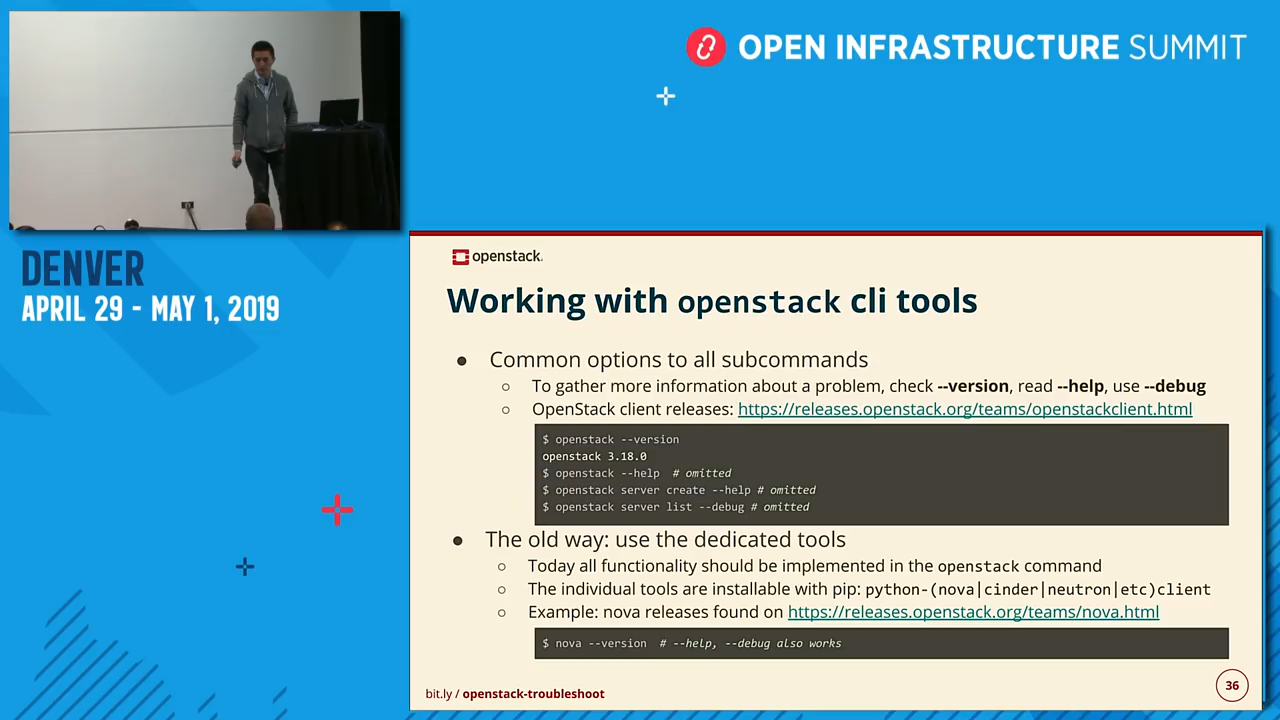 OPEN INFRASTRUCTURE SUMMIT
DENVER
APRIL 29 - MAY 1, 2019
openstack.
Working with openstack cli tools
● Common options to all subcommands
○ To gather more information about a problem, check --version, read --help, use --debug
○ OpenStack client releases: https://releases.openstack.org/teams/openstackclient.html
$ openstack --version
openstack 3.18.0
$ openstack --help # omitted
$ openstack server create --help # omitted
$ openstack server list --debug # omitted
● The old way: use the dedicated tools
○ Today all functionality should be implemented in the openstack command
○ The individual tools are installable with pip: python-(nova|cinder|neutron|etc)client
○ Example: nova releases found on https://releases.openstack.org/teams/nova.html
$ nova --version # --help, --debug also works
bit.ly / openstack-troubleshoot
36